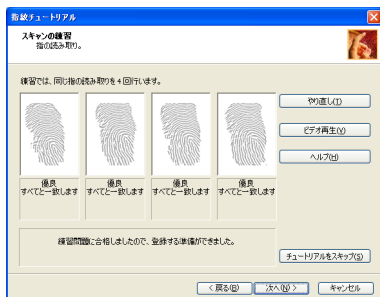 指紋チュートリアル
スキャンの練習
指の読み取り。
練習では、同じ指の読み取りを4回行います。
やり直し(T)
ビデオ再生(V)
ヘルプ(H)
優良
すべてと一致します
優良
すべてと一致します
優良
すべてと一致します
優良
すべてと一致します
練習問題に合格しましたので、登録する準備ができました。
チュートリアルをスキップ(S)
< 戻る(B)
次へ(N) >
キャンセル